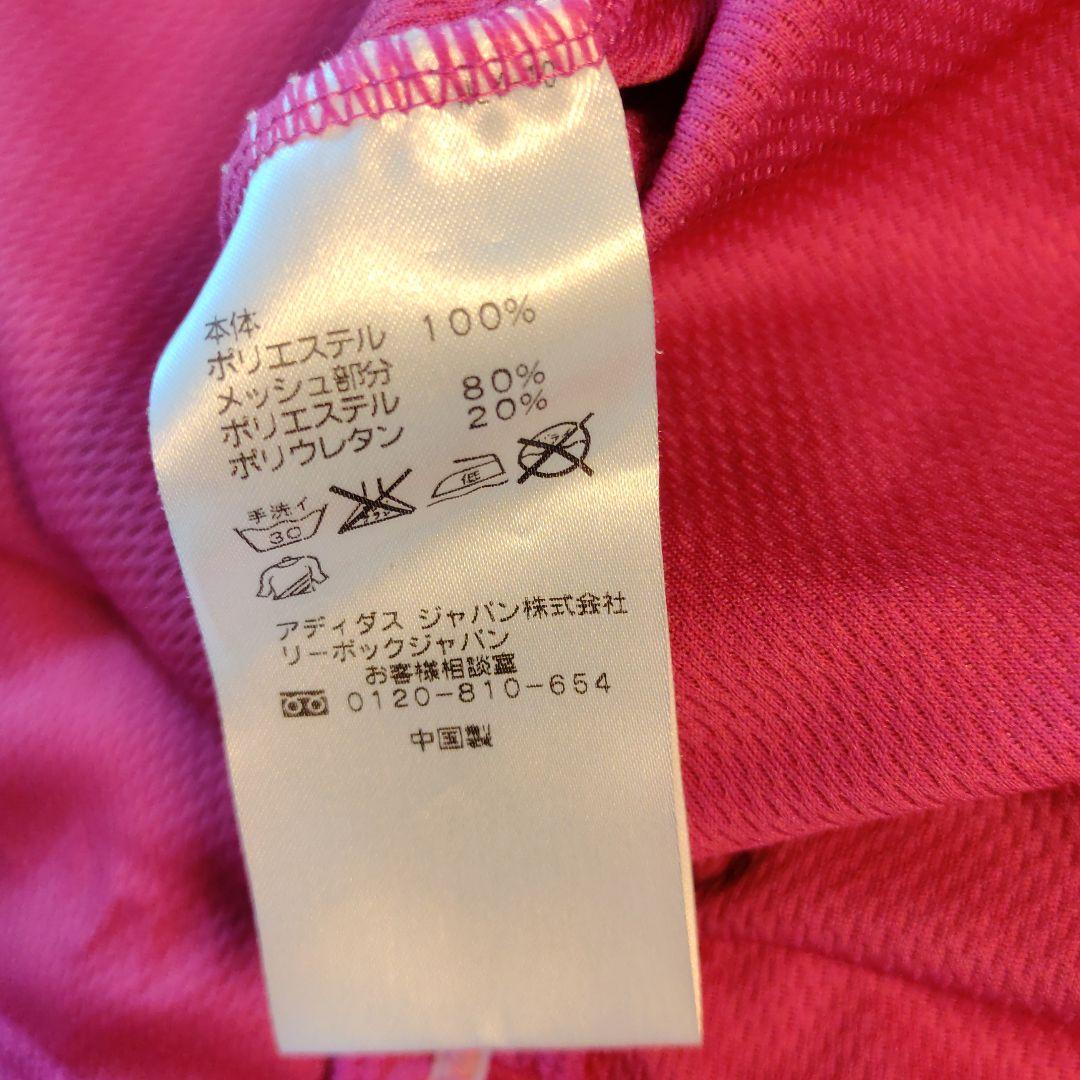 本体
ポリエステル 100%
メッシュ部分
ポリエステル 80%
ポリウレタン 20%
手洗イ
30
低
アディダス ジャパン株式会社
リーボックジャパン
お客様相談室
0120-810-654
中国製